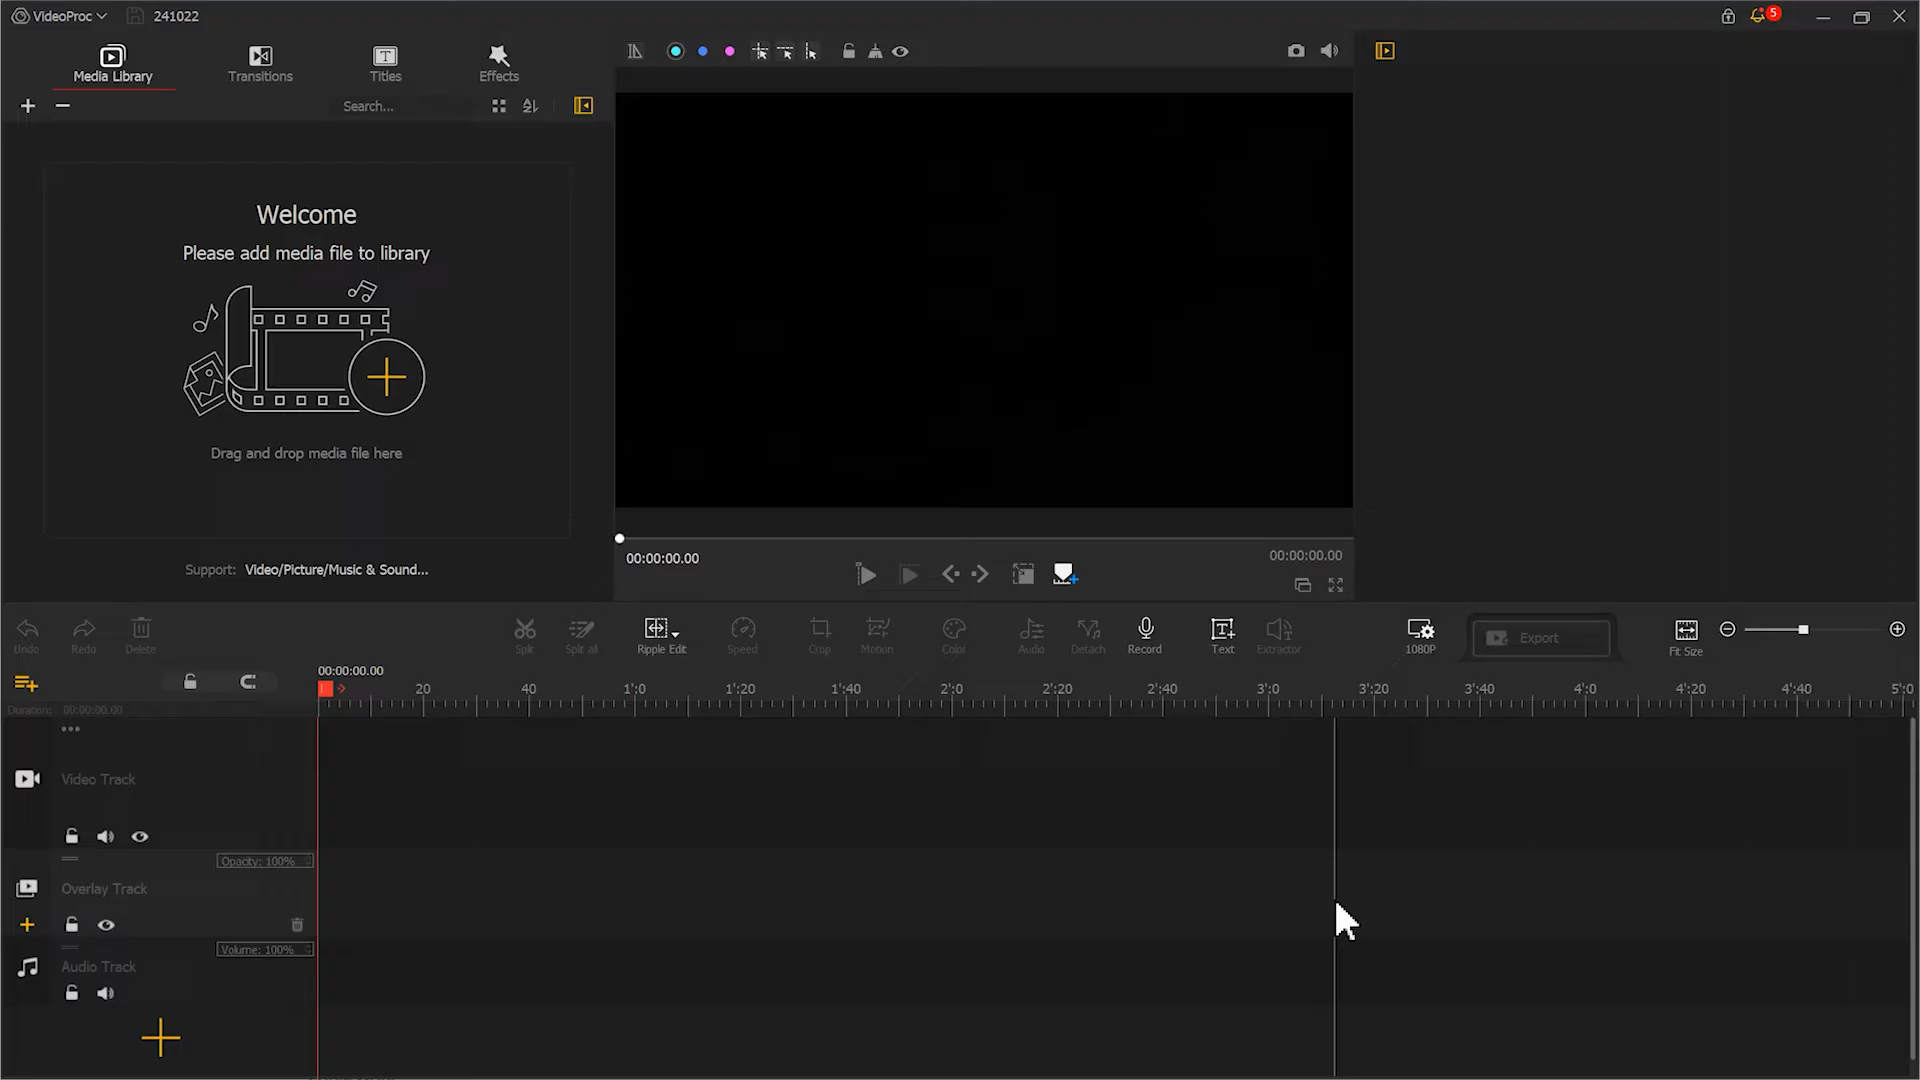 VideoProc
241022
5
Media Library
Transitions
Titles
Effects
Search...
Welcome
Please add media file to library
Drag and drop media file here
Support: Video/Picture/Music & Sound...
00:00:00.00
00:00:00.00
Undo
Redo
Delete
Split
Split all
Ripple Edit
Speed
Crop
Motion
Color
Audio
Detach
Record
Text
Extractor
1080P
Export
Fit Size
00:00:00.00
20
40
1'0
1'20
1'40
2'0
2'20
2'40
3'0
3'20
3'40
4'0
4'20
4'40
5'0
Duration: 00:00:00.00
Video Track
Opacity: 100%
Overlay Track
Volume: 100%
Audio Track